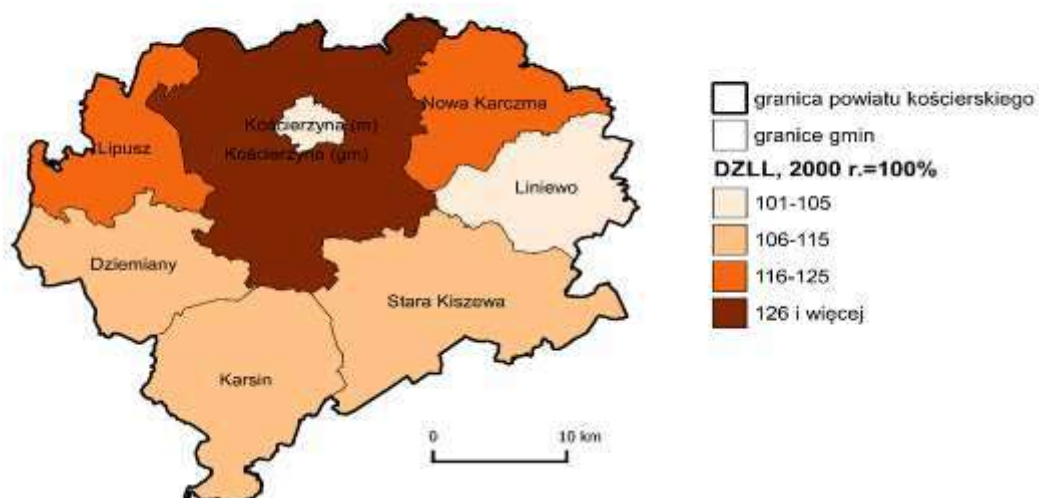 Nowa Karczma
Kościerzyna (m)
Lipusz
Kościerzyna (gm)
Liniewo
Dziemiany
Stara Kiszewa
Karsin
0 10 km
granica powiatu kościerskiego
granice gmin
DZLL, 2000 r.=100%
101-105
106-115
116-125
126 i więcej